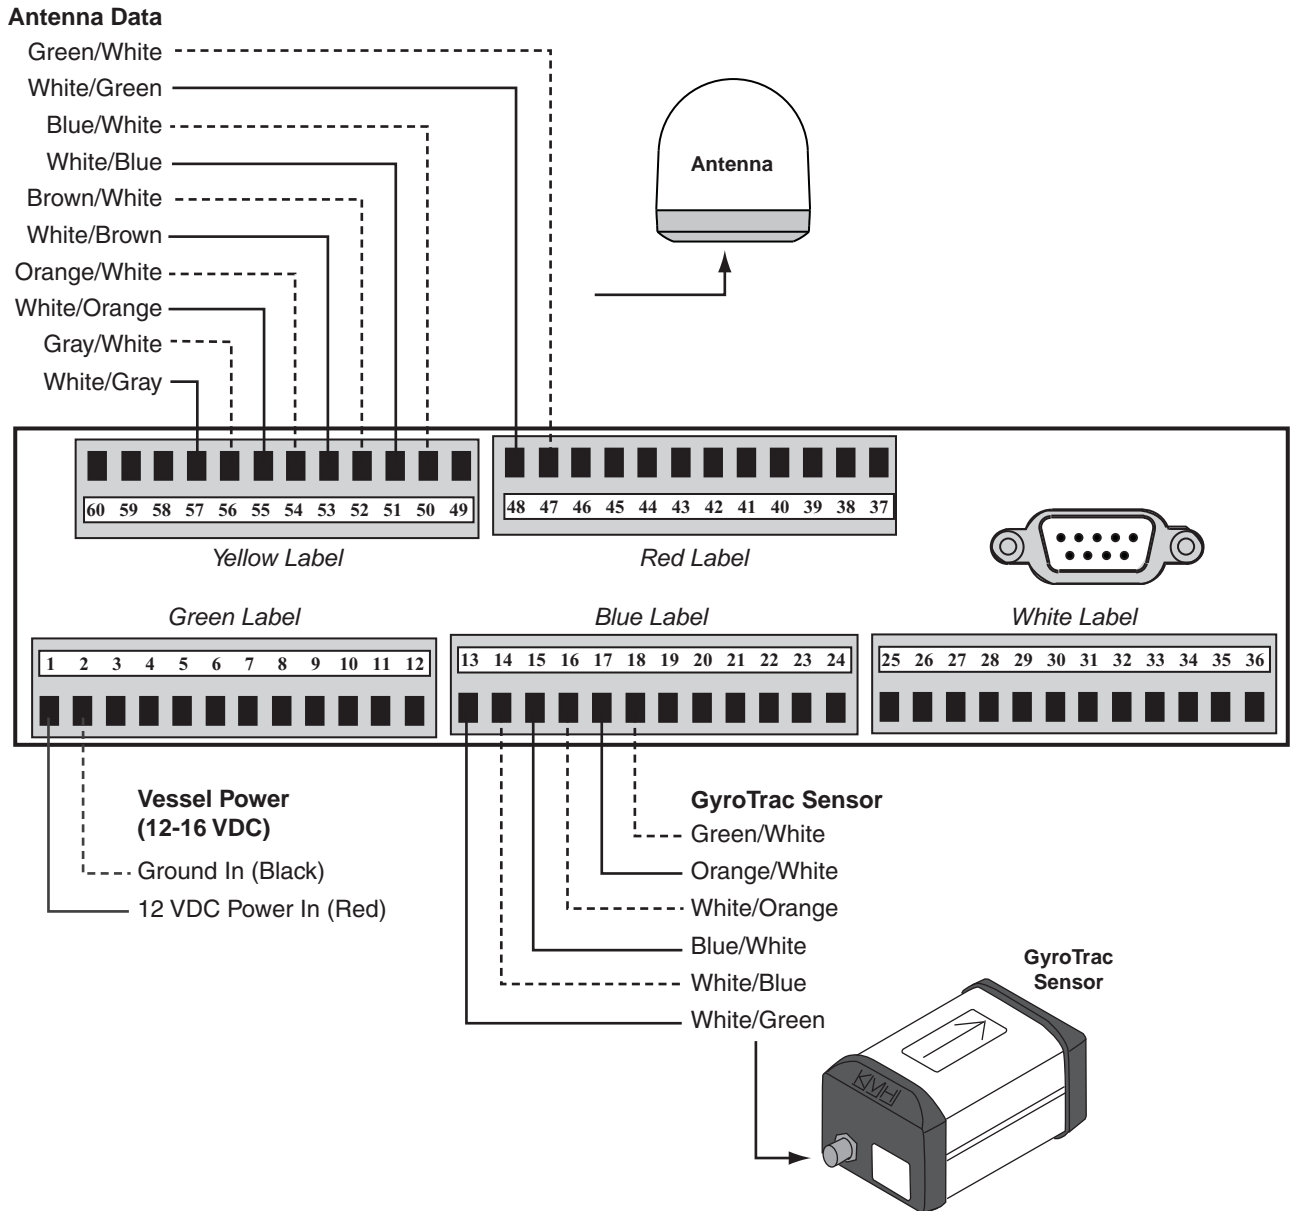 Antenna Data
Green/White
White/Green
Blue/White
White/Blue
Brown/White
White/Brown
Orange/White
White/Orange
Gray/White
White/Gray
Antenna
60 59 58 57 56 55 54 53 52 51 50 49
48 47 46 45 44 43 42 41 40 39 38 37
Yellow Label
Red Label
Green Label
Blue Label
White Label
1 2 3 4 5 6 7 8 9 10 11 12
13 14 15 16 17 18 19 20 21 22 23 24
25 26 27 28 29 30 31 32 33 34 35 36
Vessel Power
(12-16 VDC)
Ground In (Black)
12 VDC Power In (Red)
GyroTrac Sensor
Green/White
Orange/White
White/Orange
Blue/White
White/Blue
White/Green
GyroTrac
Sensor
KVH